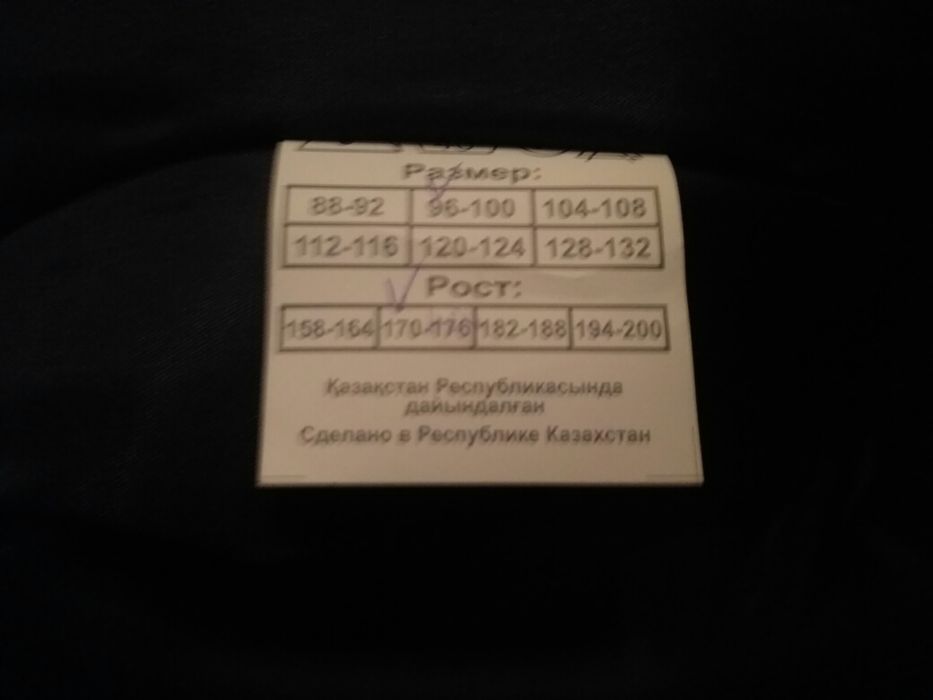 Размер:
88-92 96-100 104-108
112-116 120-124 128-132
Рост:
158-164 170-176 182-188 194-200
Қазақстан Республикасында
дайындалған
Сделано в Республике Казахстан